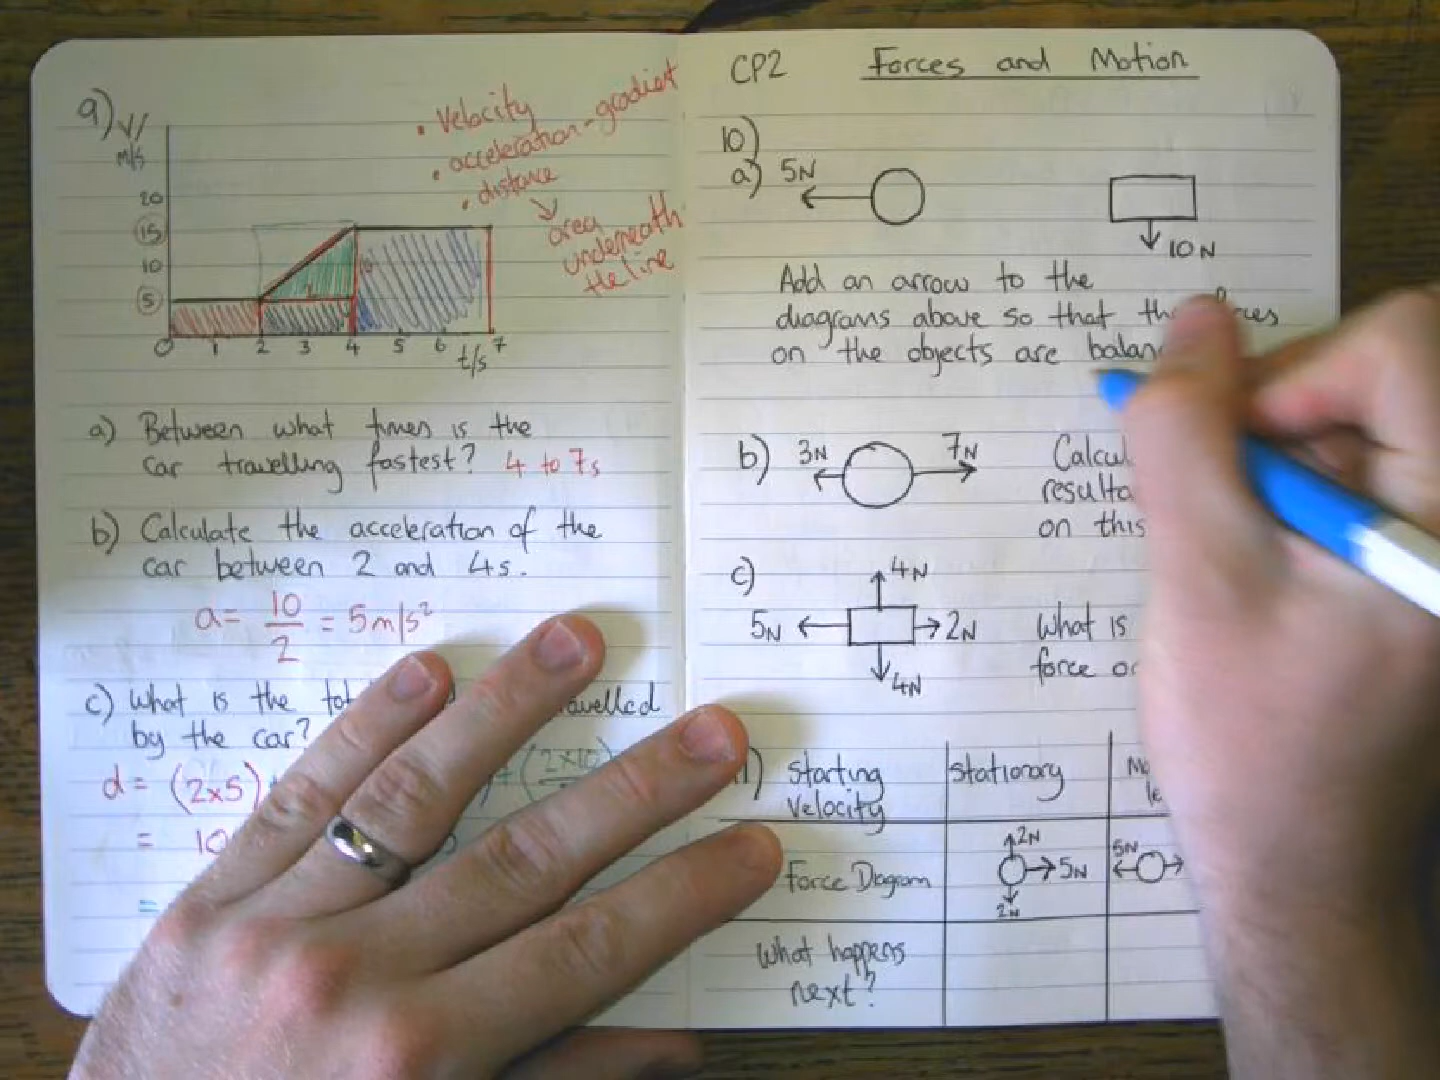 9)
V/
m/s
20
15
10
5
0 1 2 3 4 5 6 7
t/s
• Velocity
• acceleration - gradient
• distance
area
underneath
the line
a) Between what times is the
car travelling fastest? 4 to 7s
b) Calculate the acceleration of the
car between 2 and 4s.
a= 10/2 = 5m/s²
c) What is the
by the car?
d= (2x5)
= 10
=
CP2 Forces and Motion
10)
a) 5N
10N
Add an arrow to the
diagrams above so that the
on the objects are
b) 3N 7N
on this
c) 4N
5N 2N
4N
What is
force
Starting Velocity
Stationary
Force Diagram
2N
5N
2N
5N
What happens
next?